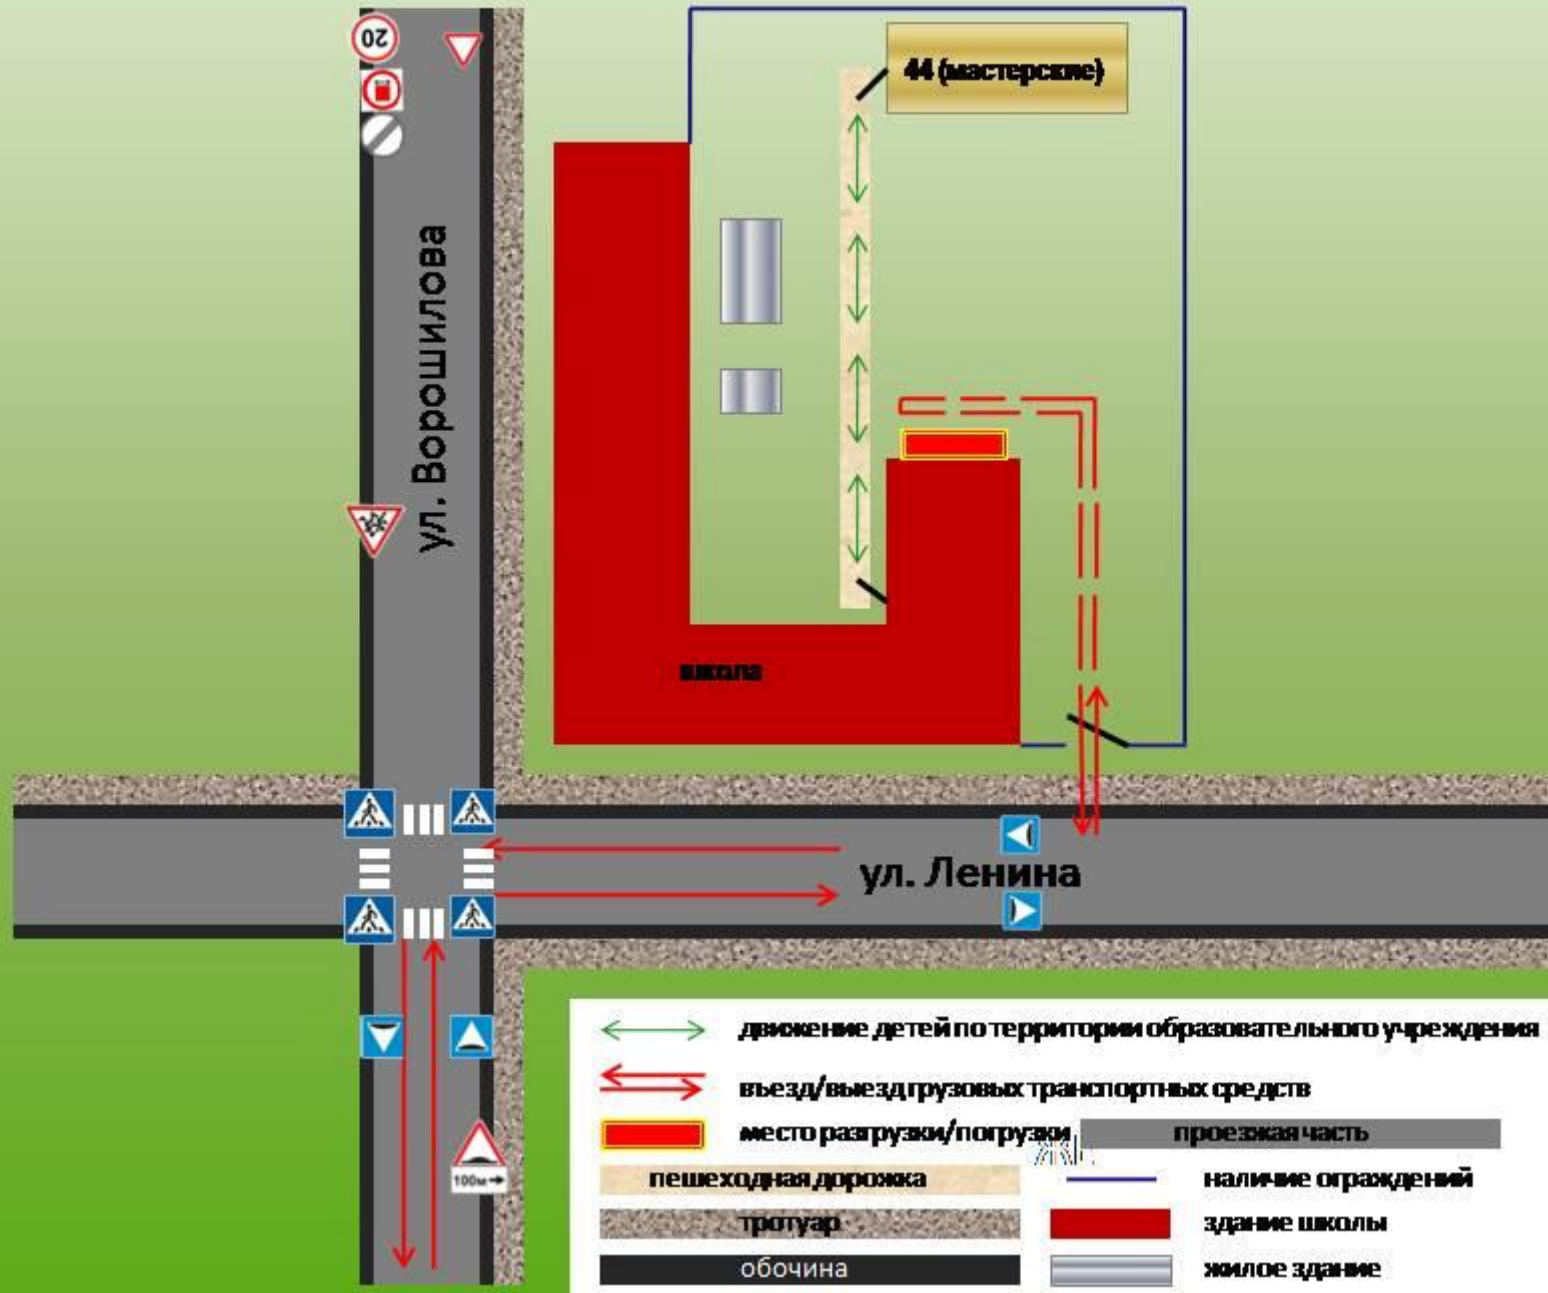 20
44 (мастерские)
ул. Ворошилова
школа
ул. Ленина
100м
движение детей по территории образовательного учреждения
въезд/выезд грузовых транспортных средств
место разгрузки/погрузки
проезжая часть
пешеходная дорожка
наличие ограждений
тротуар
здание школы
обочина
жилое здание